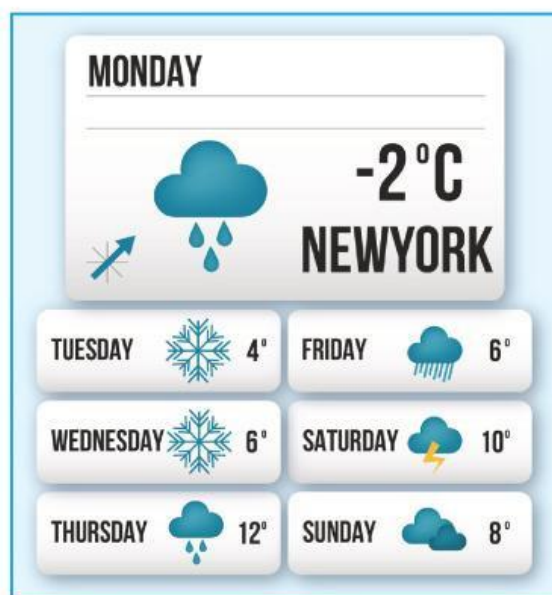 MONDAY
-2°C
NEWYORK
TUESDAY 4°
WEDNESDAY 6°
THURSDAY 12°
FRIDAY 6°
SATURDAY 10°
SUNDAY 8°